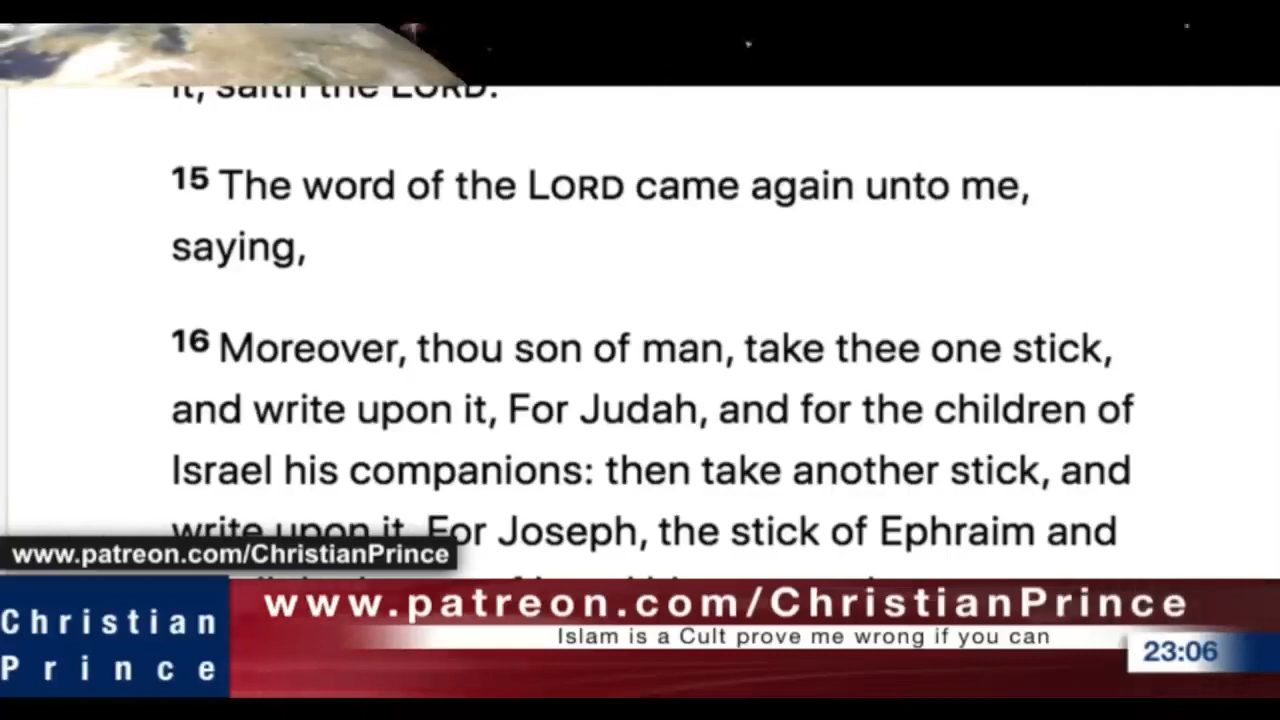 it, saith the LORD.
15 The word of the LORD came again unto me,
saying,
16 Moreover, thou son of man, take thee one stick,
and write upon it, For Judah, and for the children of
Israel his companions: then take another stick, and
write upon it, For Joseph, the stick of Ephraim and
www.patreon.com/ChristianPrince
Christian
Prince
www.patreon.com/ChristianPrince
Islam is a Cult prove me wrong if you can
23:06